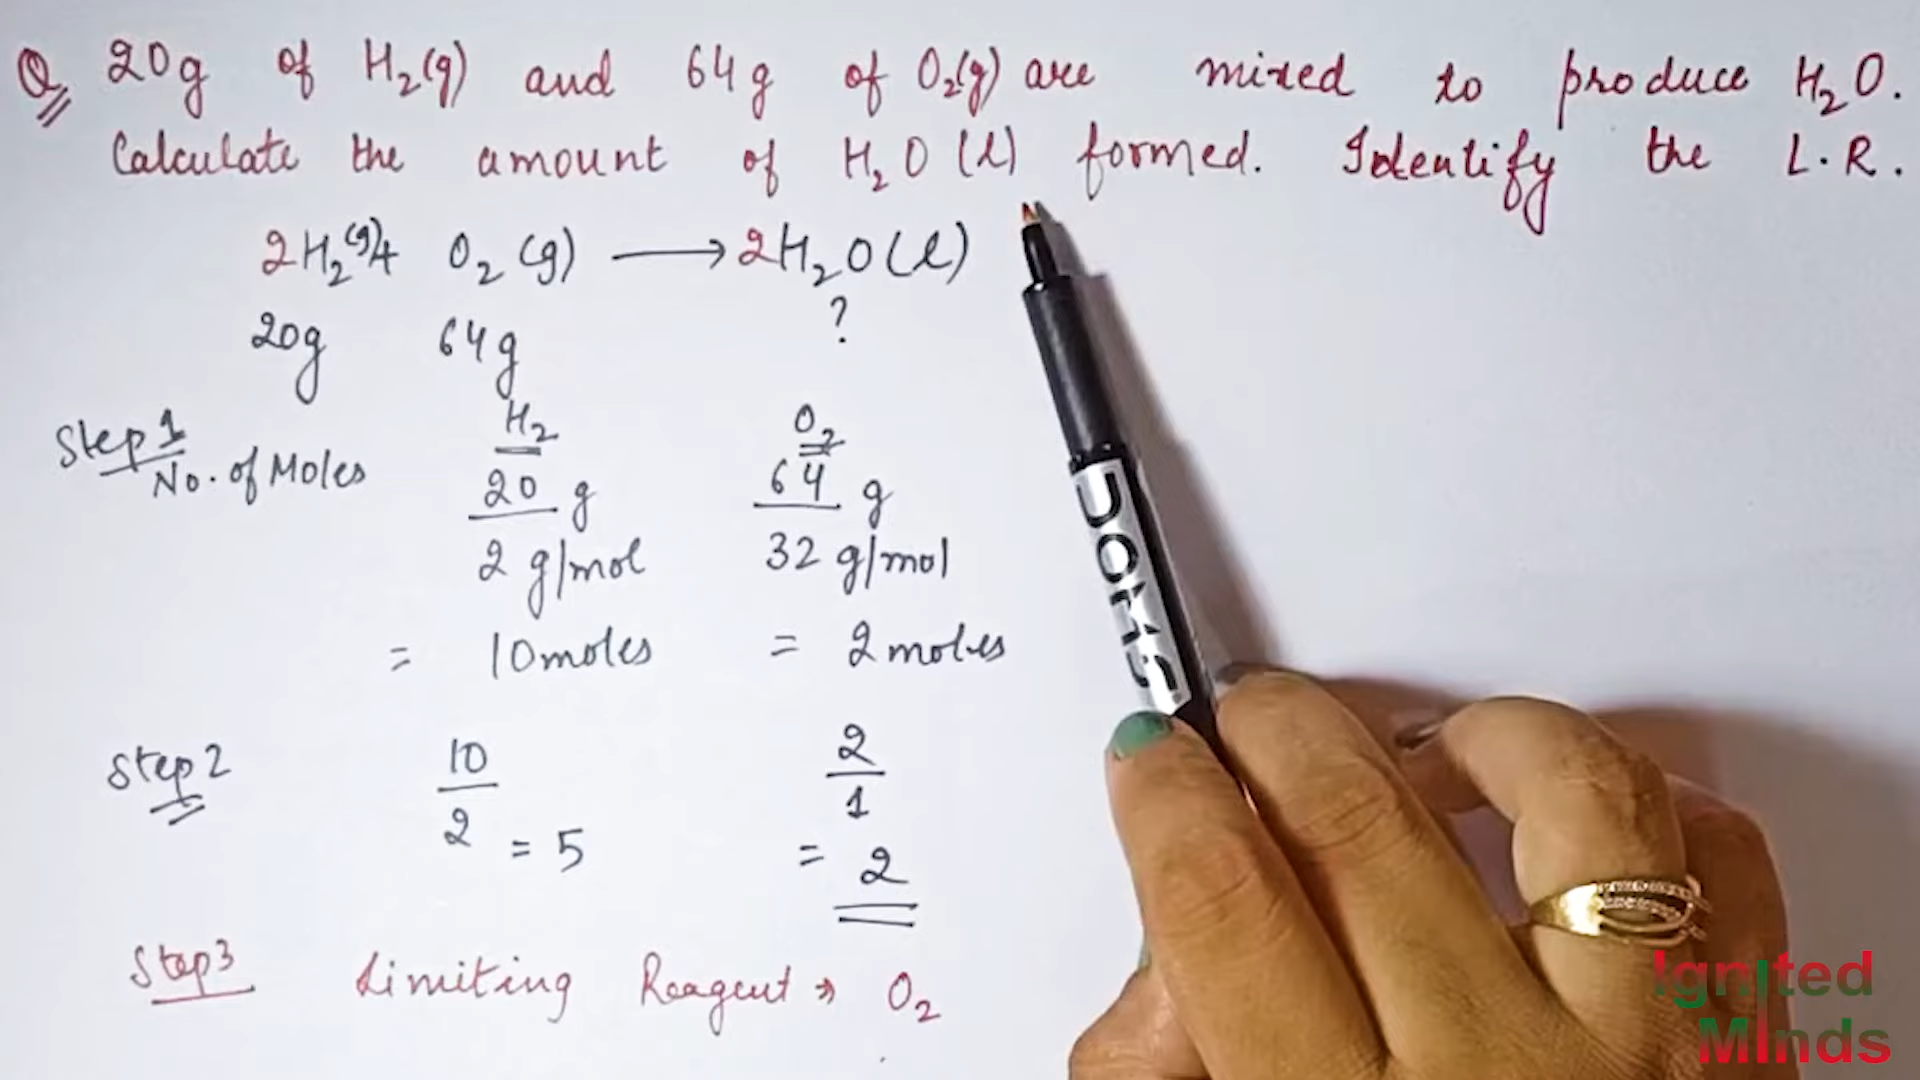 Q 20g of H₂(g) and 64g of O₂(g) are mixed to produce H₂O.
Calculate the amount of H₂O (l) formed. Identify the L.R.
2H₂(g) + O₂ (g) ⟶ 2H₂O (l)
20g 64g ?
Step 1 H₂ O₂
No. of Moles 20 g 64 g
2 g/mol 32 g/mol
= 10 moles = 2 moles
Step 2 10 2
2 = 5 1
= 2
Step 3 Limiting Reagent → O₂
DOMS
Ignited
Minds